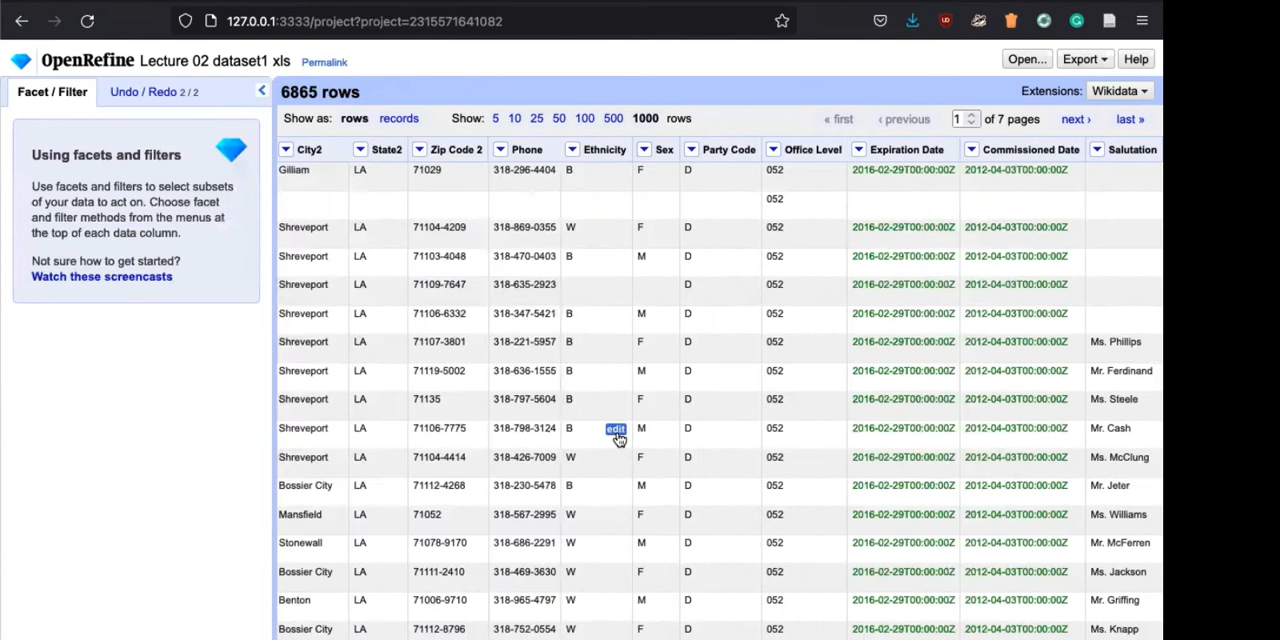 127.0.0.1:3333/project?project=2315571641082
OpenRefine Lecture 02 dataset1 xls Permalink Open... Export Help
Facet / Filter Undo / Redo 2 / 2 6865 rows Extensions: Wikidata
Show as: rows records Show: 5 10 25 50 100 500 1000 rows « first ‹ previous 1 of 7 pages next › last »
Using facets and filters
Use facets and filters to select subsets
of your data to act on. Choose facet
and filter methods from the menus at
the top of each data column.
Not sure how to get started?
Watch these screencasts
City2 State2 Zip Code 2 Phone Ethnicity Sex Party Code Office Level Expiration Date Commissioned Date Salutation
Gilliam LA 71029 318-296-4404 B F D 052 2016-02-29T00:00:00Z 2012-04-03T00:00:00Z
052
Shreveport LA 71104-4209 318-869-0355 W F D 052 2016-02-29T00:00:00Z 2012-04-03T00:00:00Z
Shreveport LA 71103-4048 318-470-0403 B M D 052 2016-02-29T00:00:00Z 2012-04-03T00:00:00Z
Shreveport LA 71109-7647 318-635-2923 D 052 2016-02-29T00:00:00Z 2012-04-03T00:00:00Z
Shreveport LA 71106-6332 318-347-5421 B M D 052 2016-02-29T00:00:00Z 2012-04-03T00:00:00Z
Shreveport LA 71107-3801 318-221-5957 B F D 052 2016-02-29T00:00:00Z 2012-04-03T00:00:00Z Ms. Phillips
Shreveport LA 71119-5002 318-636-1555 B M D 052 2016-02-29T00:00:00Z 2012-04-03T00:00:00Z Mr. Ferdinand
Shreveport LA 71135 318-797-5604 B F D 052 2016-02-29T00:00:00Z 2012-04-03T00:00:00Z Ms. Steele
Shreveport LA 71106-7775 318-798-3124 B edit M D 052 2016-02-29T00:00:00Z 2012-04-03T00:00:00Z Mr. Cash
Shreveport LA 71104-4414 318-426-7009 W F D 052 2016-02-29T00:00:00Z 2012-04-03T00:00:00Z Ms. McClung
Bossier City LA 71112-4268 318-230-5478 B M D 052 2016-02-29T00:00:00Z 2012-04-03T00:00:00Z Mr. Jeter
Mansfield LA 71052 318-567-2995 W F D 052 2016-02-29T00:00:00Z 2012-04-03T00:00:00Z Ms. Williams
Stonewall LA 71078-9170 318-686-2291 W M D 052 2016-02-29T00:00:00Z 2012-04-03T00:00:00Z Mr. McFerren
Bossier City LA 71111-2410 318-469-3630 W F D 052 2016-02-29T00:00:00Z 2012-04-03T00:00:00Z Ms. Jackson
Benton LA 71006-9710 318-965-4797 W M D 052 2016-02-29T00:00:00Z 2012-04-03T00:00:00Z Mr. Griffing
Bossier City LA 71112-8796 318-752-0554 W F D 052 2016-02-29T00:00:00Z 2012-04-03T00:00:00Z Ms. Knapp